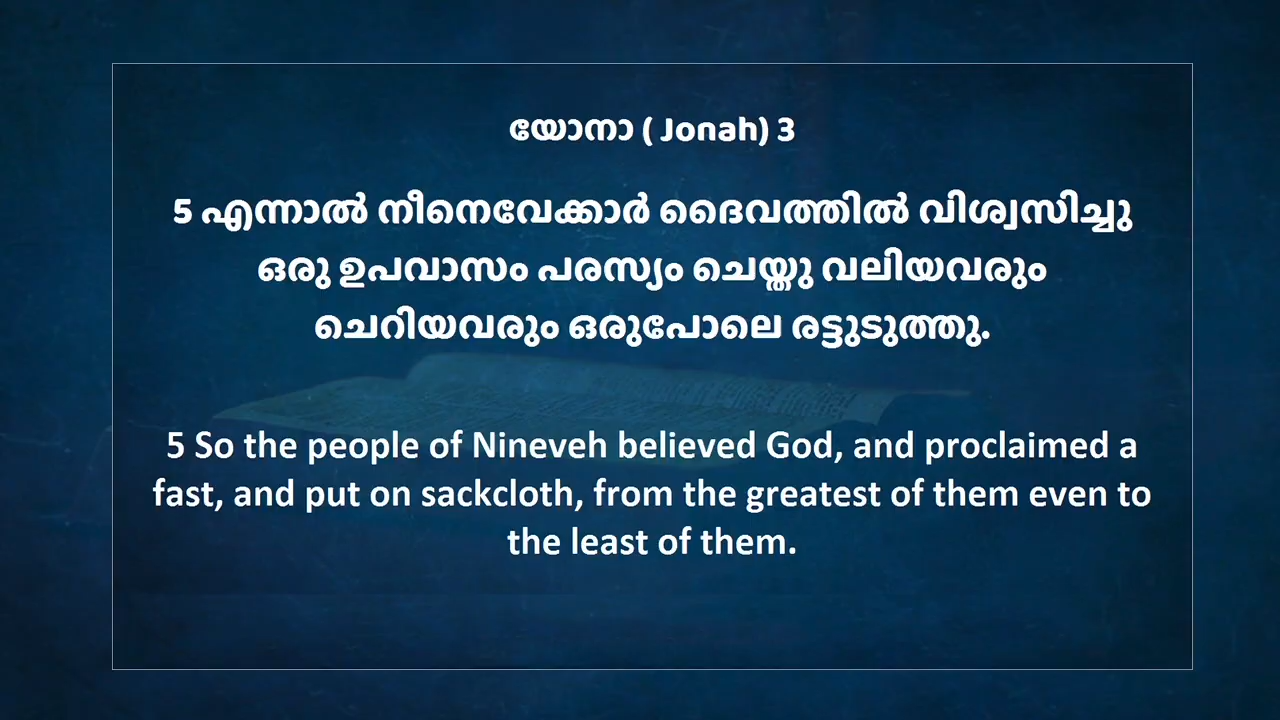 യോനാ ( Jonah) 3
5 എന്നാൽ നീനെവേക്കാർ ദൈവത്തിൽ വിശ്വസിച്ചു
ഒരു ഉപവാസം പരസ്യം ചെയ്തു വലിയവരും
ചെറിയവരും ഒരുപോലെ രട്ടുടുത്തു.
5 So the people of Nineveh believed God, and proclaimed a
fast, and put on sackcloth, from the greatest of them even to
the least of them.